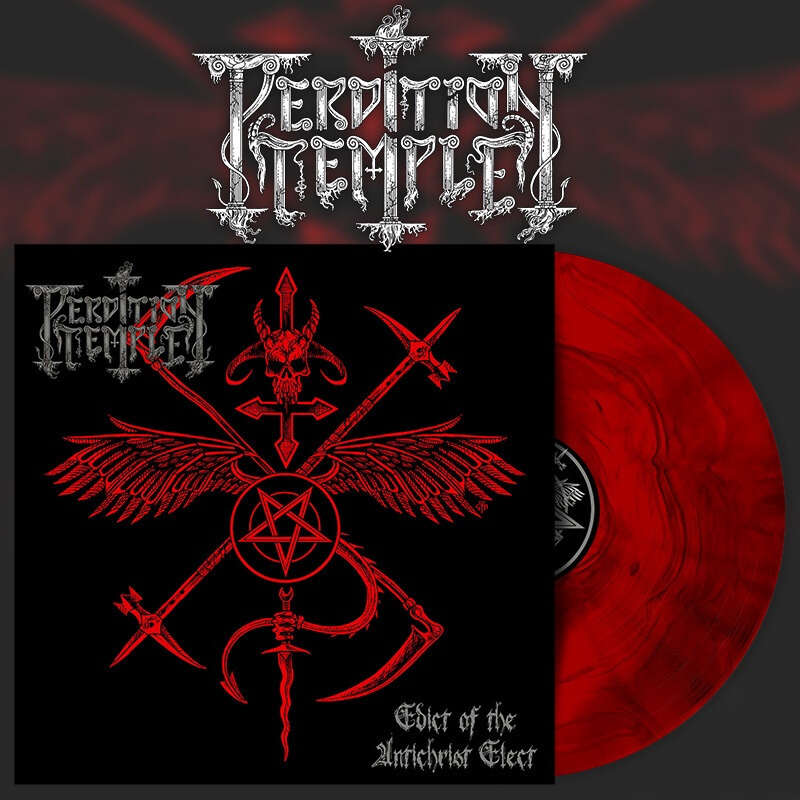 PERDITION
TEMPLE
PERDITION
TEMPLE
Edict of the
Antichrist Elect